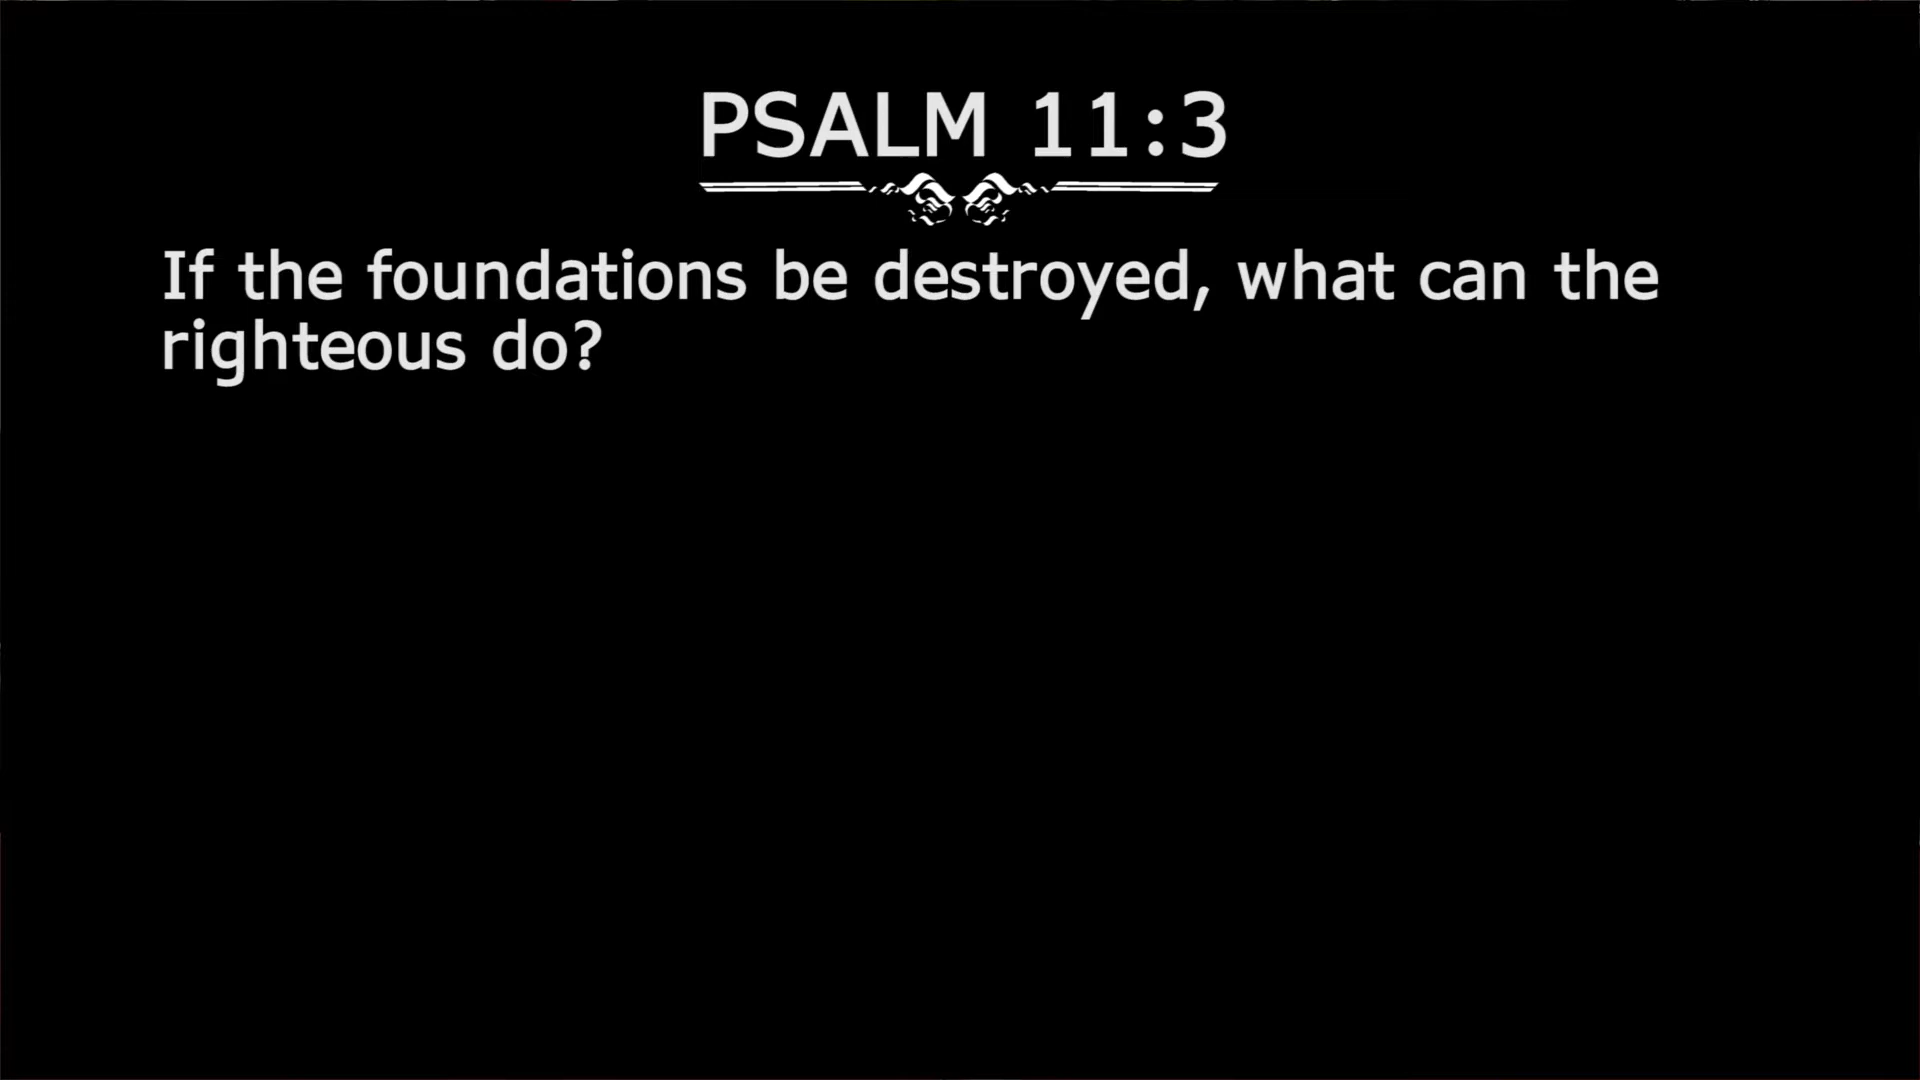 PSALM 11:3
If the foundations be destroyed, what can the
righteous do?